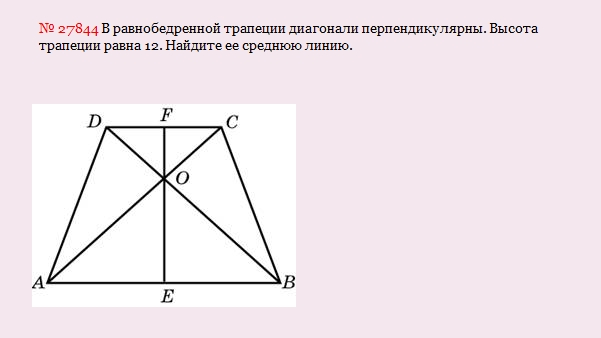 № 27844 В равнобедренной трапеции диагонали перпендикулярны. Высота
трапеции равна 12. Найдите ее среднюю линию.
D F C
O
A E B